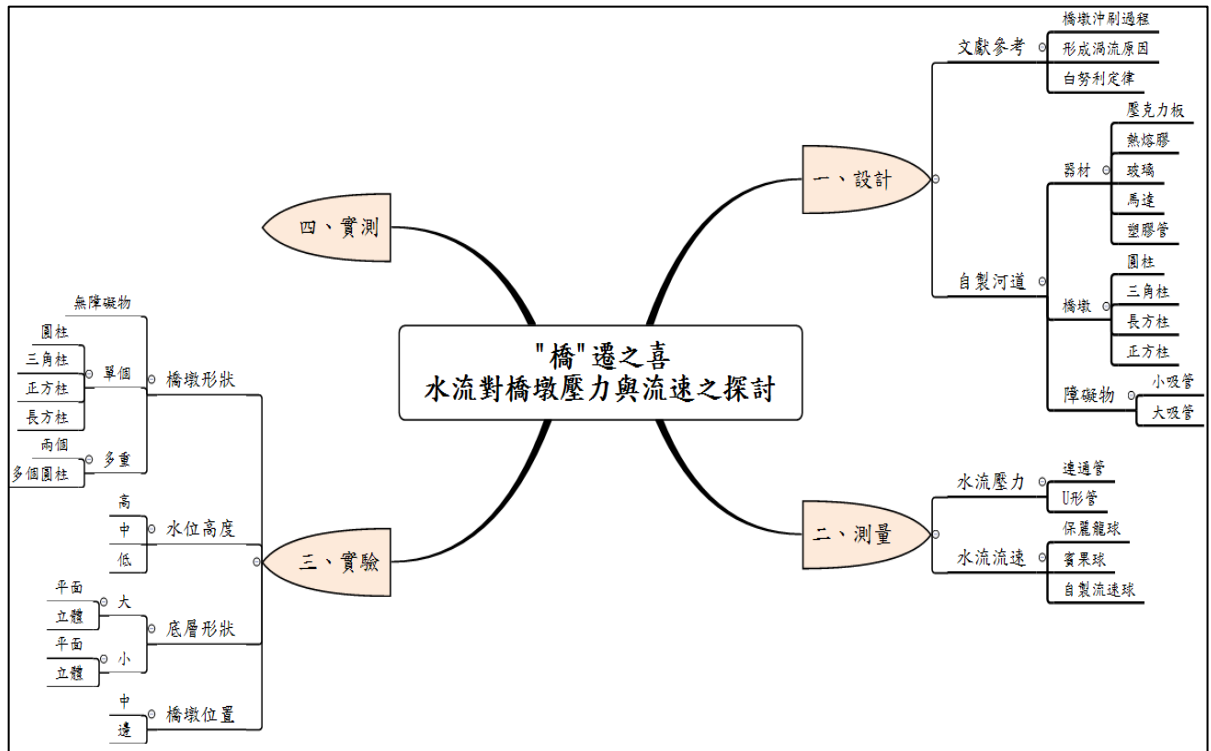 "橋"遷之喜
水流對橋墩壓力與流速之探討
一、設計
文獻參考
橋墩沖刷過程
形成渦流原因
白努利定律
自製河道
器材
壓克力板
熱熔膠
玻璃
馬達
塑膠管
橋墩
圓柱
三角柱
長方柱
正方柱
障礙物
小吸管
大吸管
二、測量
水流壓力
連通管
U形管
水流流速
保麗龍球
賓果球
自製流速球
三、實驗
橋墩形狀
無障礙物
單個
圓柱
三角柱
正方柱
長方柱
多重
兩個
多個圓柱
水位高度
高
中
低
底層形狀
大
平面
立體
小
平面
立體
橋墩位置
中
邊
四、實測